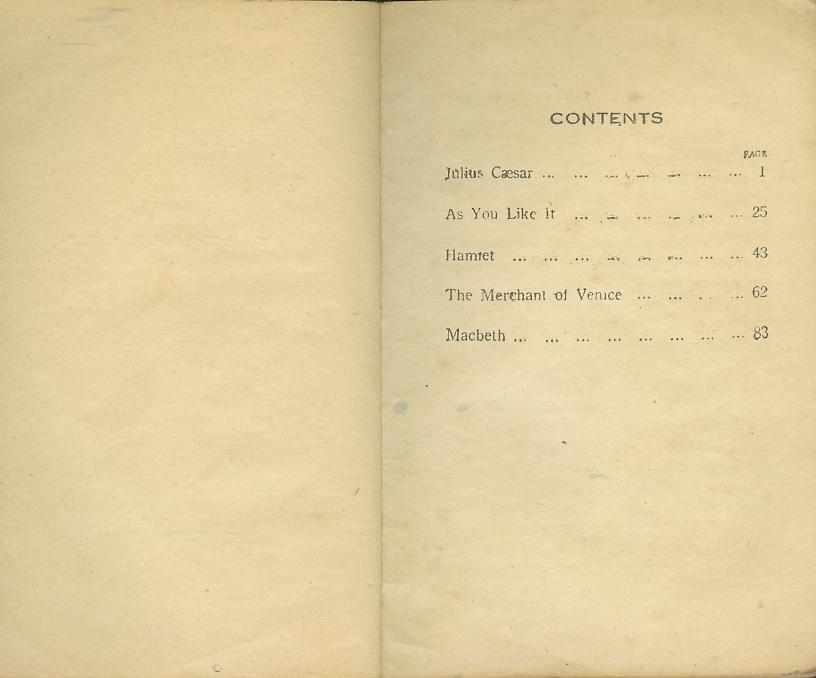 CONTENTS
PAGE
Julius Cæsar ... ... ... ... ... ... ... 1
As You Like It ... ... ... ... ... ... 25
Hamlet ... ... ... ... ... ... ... ... 43
The Merchant of Venice ... ... ... ... 62
Macbeth ... ... ... ... ... ... ... ... 83